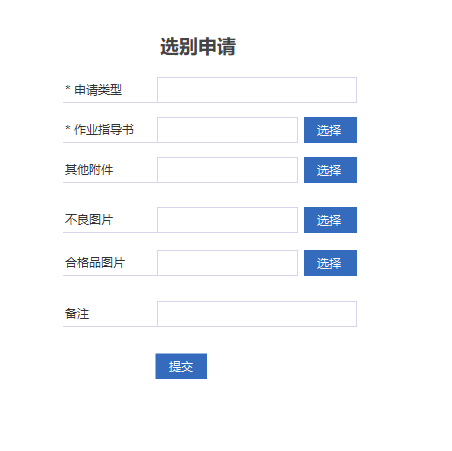 选别申请
* 申请类型
* 作业指导书 选择
其他附件 选择
不良图片 选择
合格品图片 选择
备注
提交